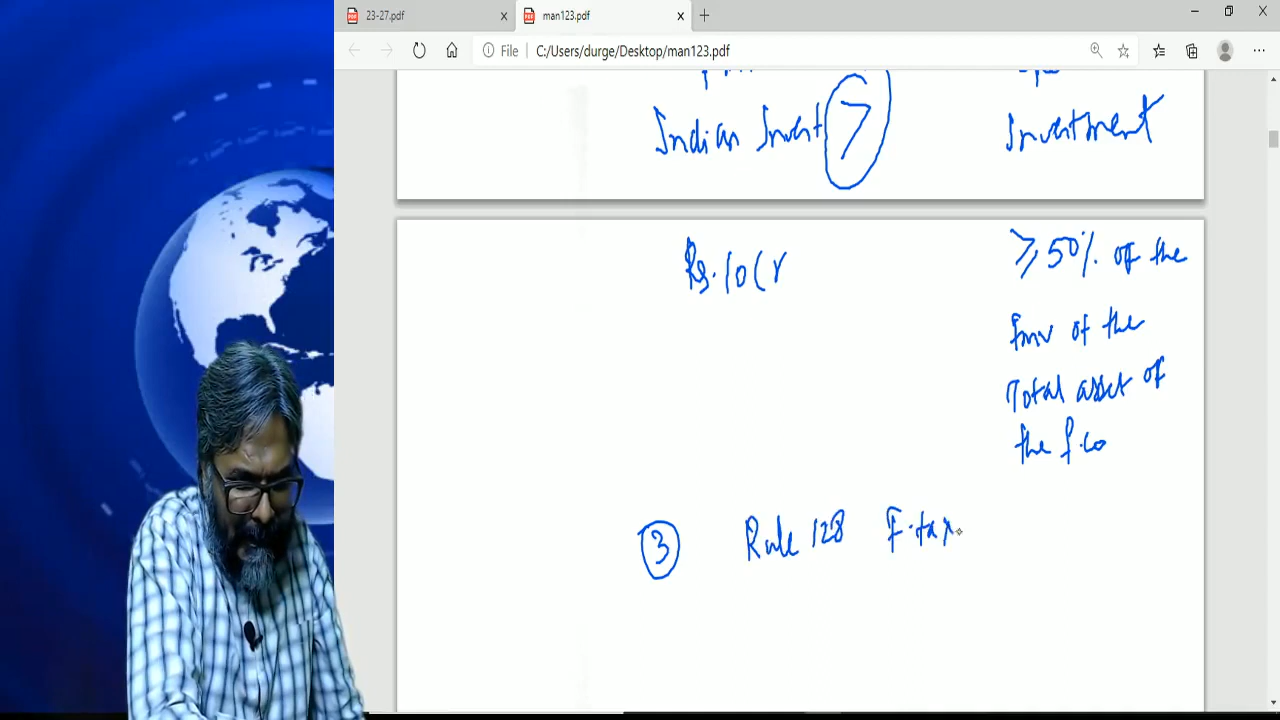 23-27.pdf
man123.pdf
File
C:/Users/durge/Desktop/man123.pdf
Indian Invest 7
Investment
Rs. 10 Cr
≥ 50% of the
fmv of the
Total asset of
the f.co
3 Rule 128 F.tax